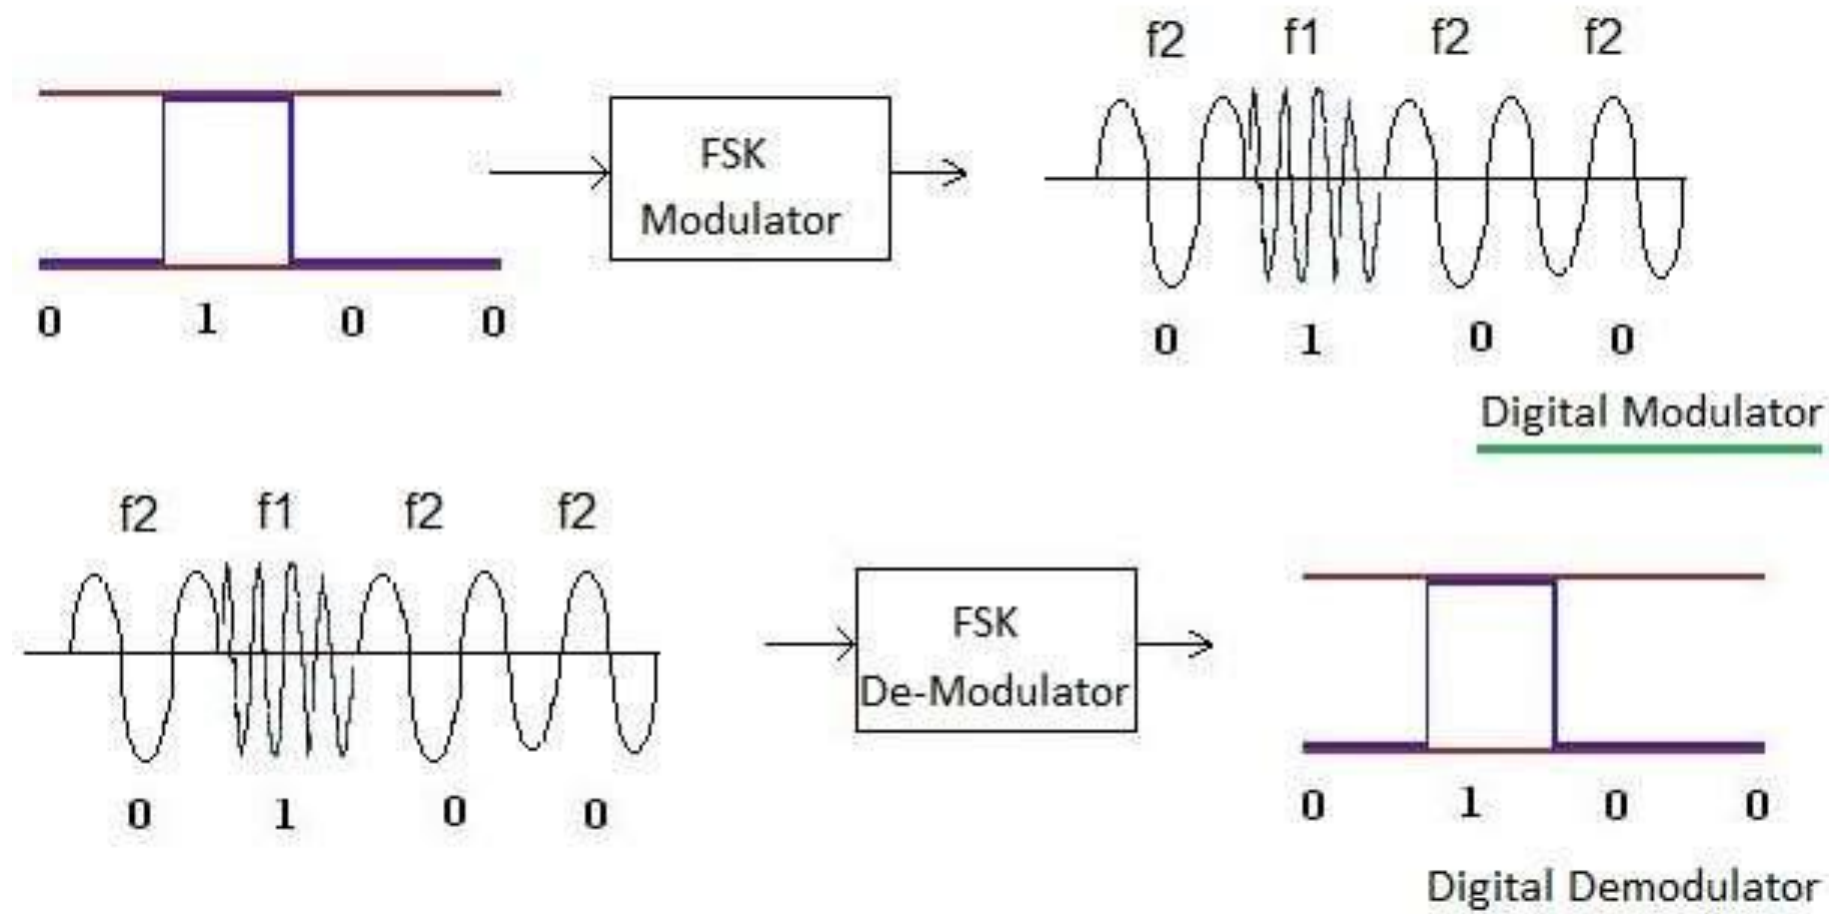 f2 f1 f2 f2
FSK
Modulator
0 1 0 0
0 1 0 0
Digital Modulator
f2 f1 f2 f2
FSK
De-Modulator
0 1 0 0
0 1 0 0
Digital Demodulator